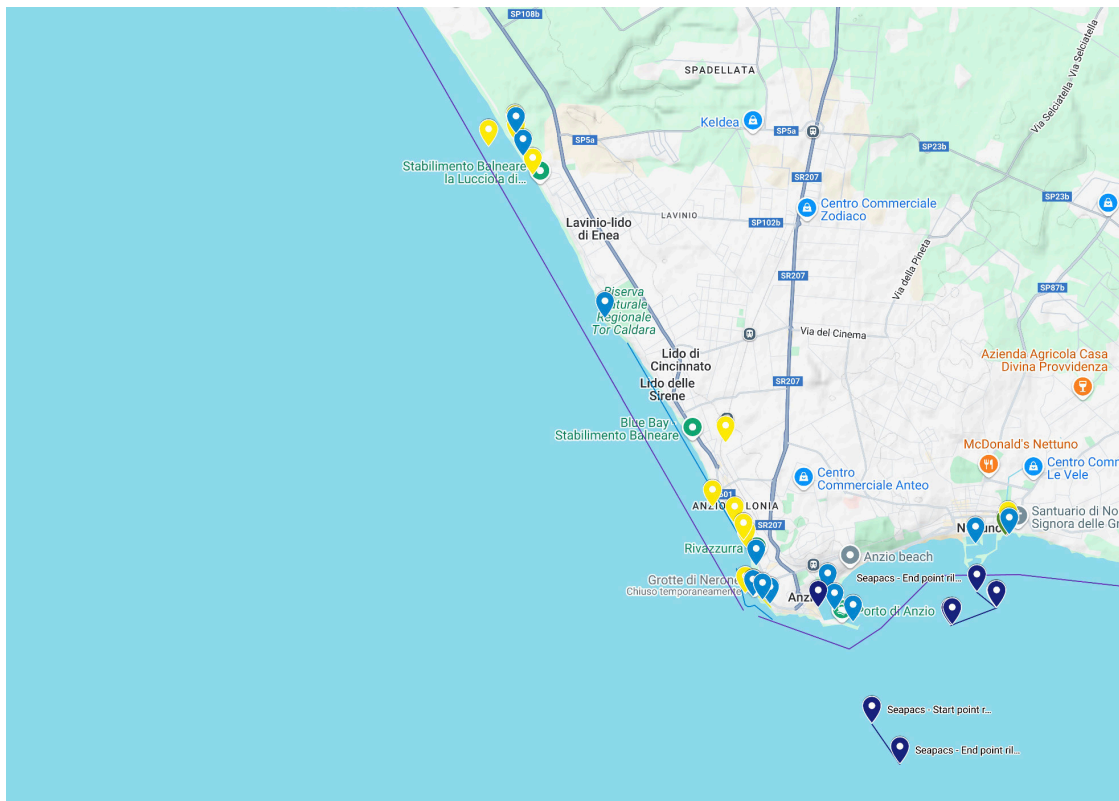 SP108b
SPADELLATA
Via Selciatella
Via Selciatella
Keldea
SP5a
SP5a
SP23b
Stabilimento Balneare
la Lucciola di...
SR207
SP23b
Centro Commerciale
Zodiaco
LAVINIO
Lavinio-lido
di Enea
SP102b
Via della Pineta
SR207
SP87b
Riserva
Regionale
Tor Caldara
Via del Cinema
Lido di
Cincinnato
Azienda Agricola Casa
Divina Provvidenza
SR207
Lido delle
Sirene
Blue Bay -
Stabilimento Balneare
McDonald's Nettuno
Centro
Commerciale Anteo
Centro Comm
Le Vele
SR207
Santuario di No
Signora delle Gr
Rivazzurra
Anzio beach
Grotte di Nerone
Chiuso temporaneamente
Seapacs - End point ril...
Porto di Anzio
Seapacs - Start point r...
Seapacs - End point ril...